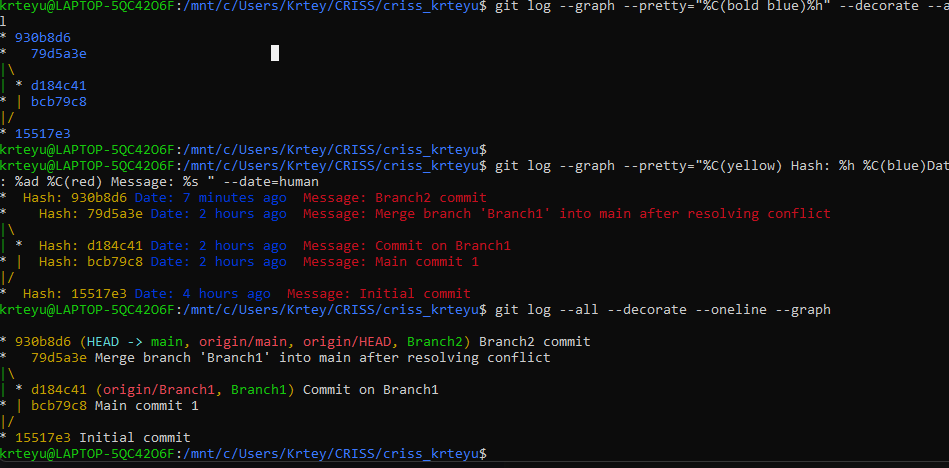 krteyu@LAPTOP-5QC42O6F:/mnt/c/Users/Krtey/CRISS/criss_krteyu$ git log --graph --pretty="%C(bold blue)%h" --decorate --a
l
* 930b8d6
*   79d5a3e
|\
| * d184c41
* | bcb79c8
|/
* 15517e3
krteyu@LAPTOP-5QC42O6F:/mnt/c/Users/Krtey/CRISS/criss_krteyu$
krteyu@LAPTOP-5QC42O6F:/mnt/c/Users/Krtey/CRISS/criss_krteyu$ git log --graph --pretty="%C(yellow) Hash: %h %C(blue)Dat
: %ad %C(red) Message: %s " --date=human
*  Hash: 930b8d6 Date: 7 minutes ago  Message: Branch2 commit
*    Hash: 79d5a3e Date: 2 hours ago  Message: Merge branch 'Branch1' into main after resolving conflict
|\
| *  Hash: d184c41 Date: 2 hours ago  Message: Commit on Branch1
* |  Hash: bcb79c8 Date: 2 hours ago  Message: Main commit 1
|/
*  Hash: 15517e3 Date: 4 hours ago  Message: Initial commit
krteyu@LAPTOP-5QC42O6F:/mnt/c/Users/Krtey/CRISS/criss_krteyu$ git log --all --decorate --oneline --graph
* 930b8d6 (HEAD -> main, origin/main, origin/HEAD, Branch2) Branch2 commit
*   79d5a3e Merge branch 'Branch1' into main after resolving conflict
|\
| * d184c41 (origin/Branch1, Branch1) Commit on Branch1
* | bcb79c8 Main commit 1
|/
* 15517e3 Initial commit
krteyu@LAPTOP-5QC42O6F:/mnt/c/Users/Krtey/CRISS/criss_krteyu$